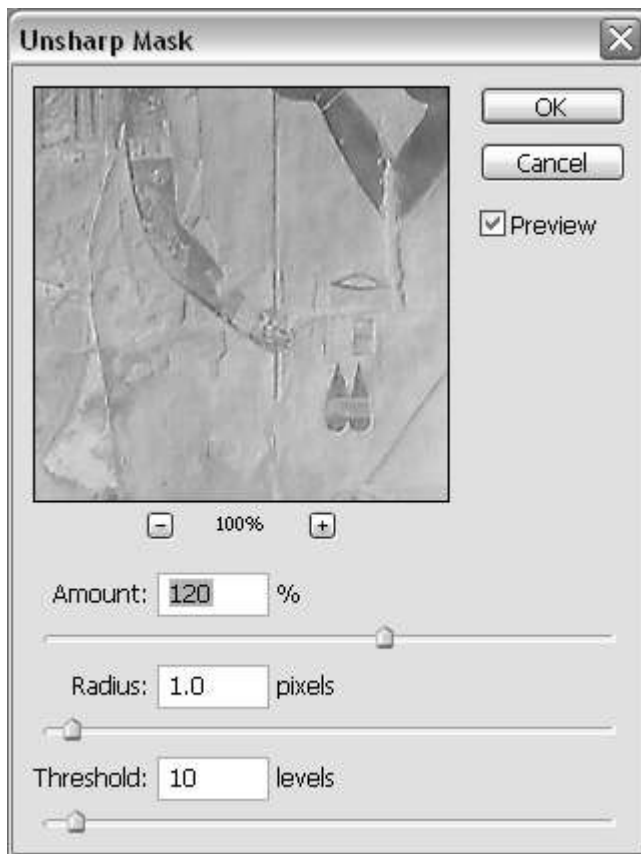 Unsharp Mask
OK
Cancel
Preview
100%
Amount: 120 %
Radius: 1.0 pixels
Threshold: 10 levels